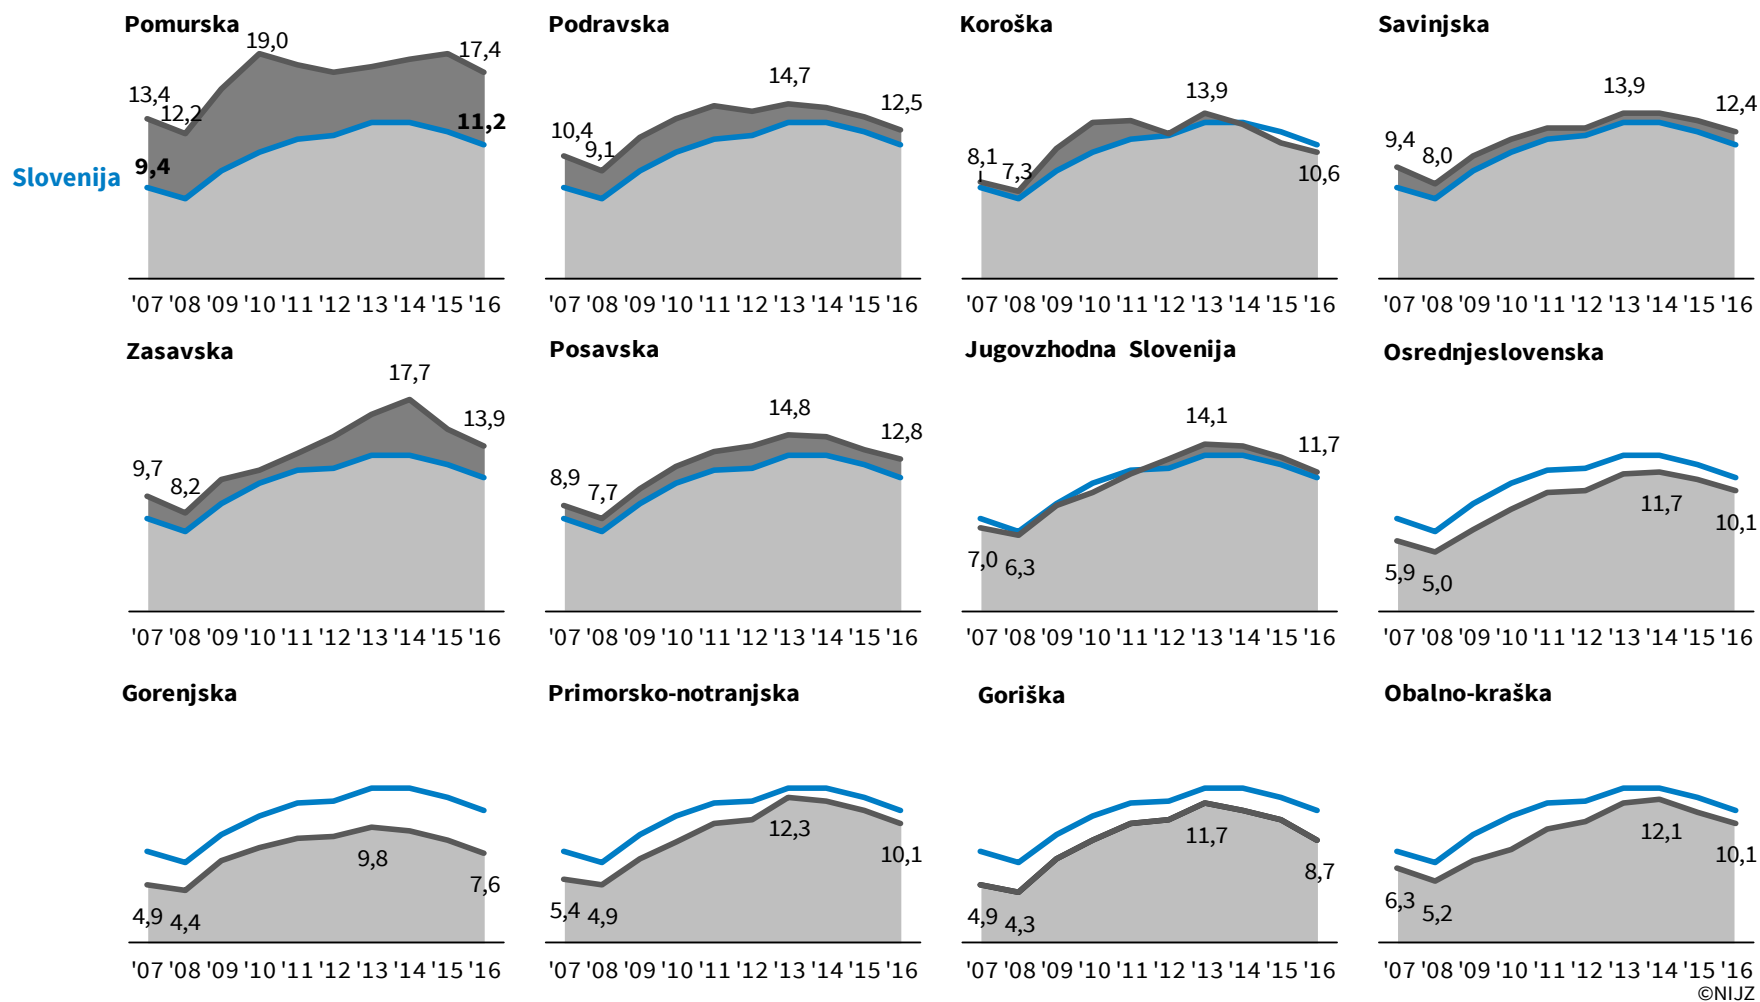 Pomurska
Podravska
Koroška
Savinjska
19,0
17,4
13,4
12,2
11,2
9,4
Slovenija
14,7
12,5
10,4
9,1
13,9
8,1
7,3
10,6
13,9
12,4
9,4
8,0
'07 '08 '09 '10 '11 '12 '13 '14 '15 '16
'07 '08 '09 '10 '11 '12 '13 '14 '15 '16
'07 '08 '09 '10 '11 '12 '13 '14 '15 '16
'07 '08 '09 '10 '11 '12 '13 '14 '15 '16
Zasavska
Posavska
Jugovzhodna Slovenija
Osrednjeslovenska
17,7
13,9
9,7
8,2
14,8
12,8
8,9
7,7
14,1
11,7
7,0
6,3
11,7
10,1
5,9
5,0
'07 '08 '09 '10 '11 '12 '13 '14 '15 '16
'07 '08 '09 '10 '11 '12 '13 '14 '15 '16
'07 '08 '09 '10 '11 '12 '13 '14 '15 '16
'07 '08 '09 '10 '11 '12 '13 '14 '15 '16
Gorenjska
Primorsko-notranjska
Goriška
Obalno-kraška
9,8
7,6
4,9
4,4
12,3
10,1
5,4
4,9
11,7
8,7
4,9
4,3
12,1
10,1
6,3
5,2
'07 '08 '09 '10 '11 '12 '13 '14 '15 '16
'07 '08 '09 '10 '11 '12 '13 '14 '15 '16
'07 '08 '09 '10 '11 '12 '13 '14 '15 '16
'07 '08 '09 '10 '11 '12 '13 '14 '15 '16
©NIJZ